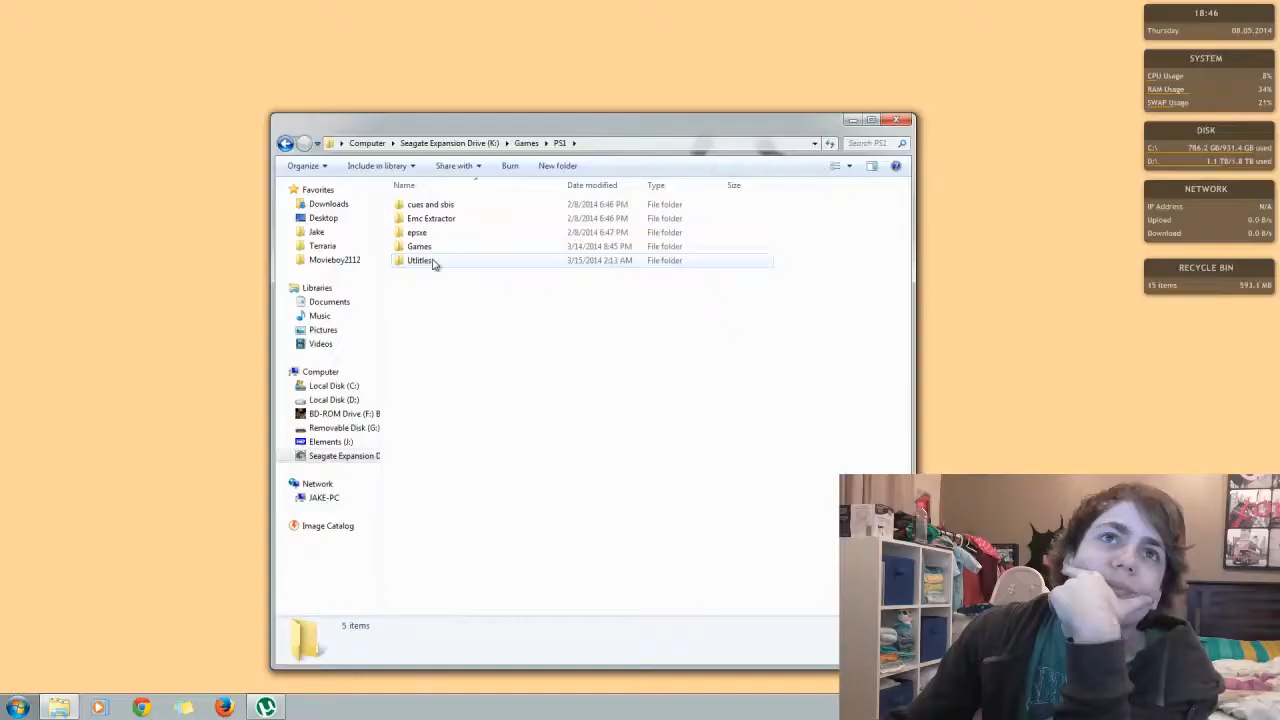 18:46
Thursday 08.05.2014
SYSTEM
CPU Usage 8%
RAM Usage 34%
SWAP Usage 21%
DISK
C:\ 786.2 GB/931.4 GB used
D:\ 1.1 TB/1.8 TB used
NETWORK
IP Address N/A
Upload 0.0 B/s
Download 0.0 B/s
RECYCLE BIN
15 items 593.1 MB
Computer Seagate Expansion Drive (K:) Games PS1 Search PS1
Organize Include in library Share with Burn New folder
Name Date modified Type Size
cues and sbis 2/8/2014 6:46 PM File folder
Emc Extractor 2/8/2014 6:46 PM File folder
epsxe 2/8/2014 6:47 PM File folder
Games 3/14/2014 8:45 PM File folder
Utlitles 3/15/2014 2:13 AM File folder
Favorites
Downloads
Desktop
Jake
Terraria
Movieboy2112
Libraries
Documents
Music
Pictures
Videos
Computer
Local Disk (C:)
Local Disk (D:)
BD-ROM Drive (F:) B
Removable Disk (G:)
Elements (J:)
Seagate Expansion D
Network
JAKE-PC
Image Catalog
5 items